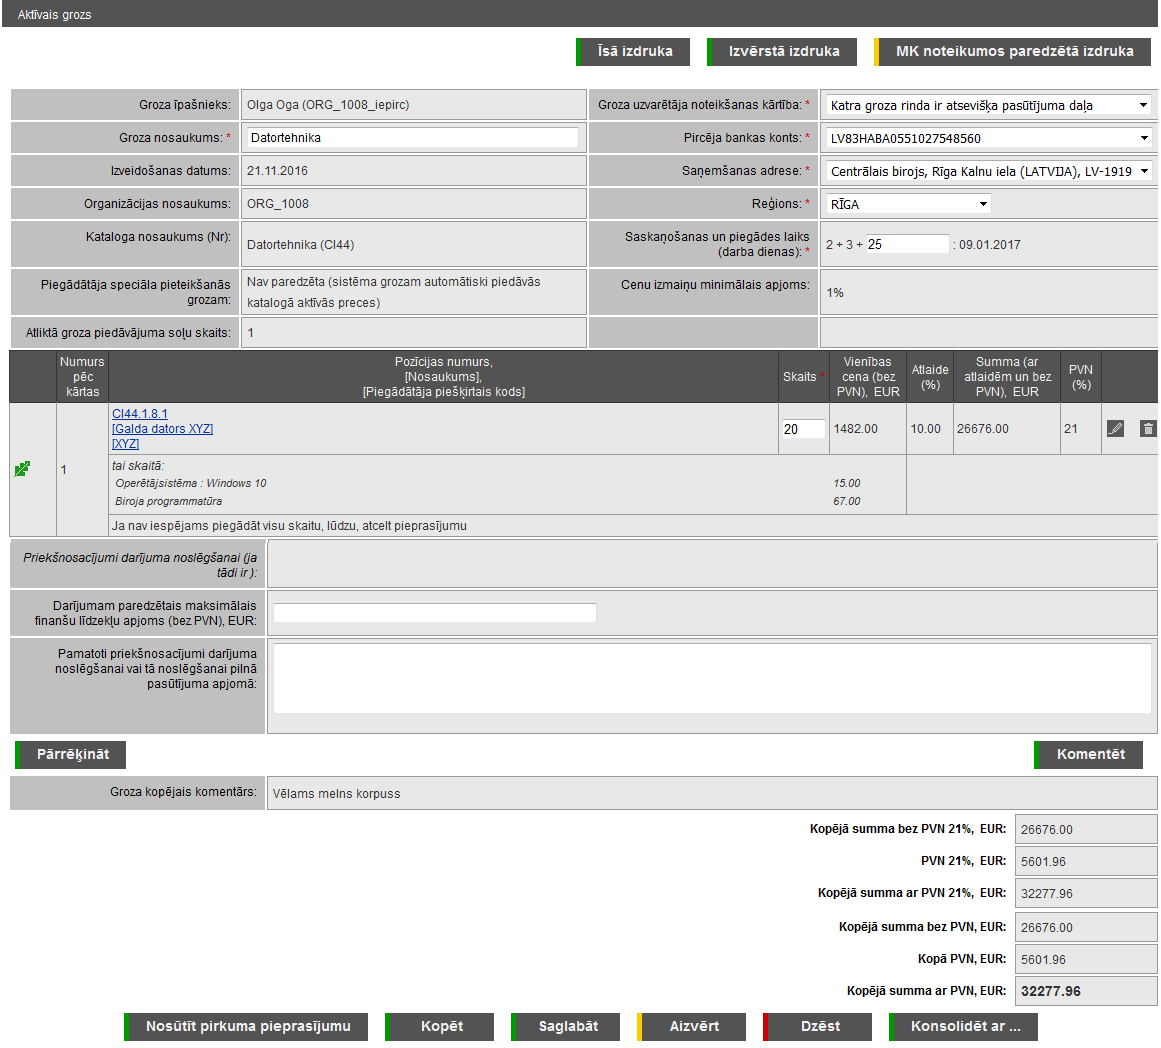 Aktīvais grozs
Īsā izdruka
Izvērstā izdruka
MK noteikumos paredzētā izdruka
Groza īpašnieks:
Olga Oga (ORG_1008_iepirc)
Groza uzvarētāja noteikšanas kārtība: *
Katra groza rinda ir atsevišķa pasūtījuma daļa
Groza nosaukums: *
Datortehnika
Pircēja bankas konts: *
LV83HABA0551027548560
Izveidošanas datums:
21.11.2016
Saņemšanas adrese: *
Centrālais birojs, Rīga Kalnu iela (LATVIJA), LV-1919
Organizācijas nosaukums:
ORG_1008
Reģions: *
RĪGA
Kataloga nosaukums (Nr):
Datortehnika (CI44)
Saskaņošanas un piegādes laiks
(darba dienas): *
2 + 3 + 25 : 09.01.2017
Piegādātāja speciāla pieteikšanās
grozam:
Nav paredzēta (sistēma grozam automātiski piedāvās
katalogā aktīvās preces)
Cenu izmaiņu minimālais apjoms:
1%
Atliktā groza piedāvājuma soļu skaits:
1
Numurs
pēc
kārtas
Pozīcijas numurs,
[Nosaukums],
[Piegādātāja piešķirtais kods]
Skaits *
Vienības
cena (bez
PVN), EUR
Atlaide
(%)
Summa (ar
atlaidēm un bez
PVN), EUR
PVN
(%)
1
CI44.1.8.1
[Galda dators XYZ]
[XYZ]
20
1482.00
10.00
26676.00
21
tai skaitā:
Operētājsistēma : Windows 10
15.00
Biroja programmatūra
67.00
Ja nav iespējams piegādāt visu skaitu, lūdzu, atcelt pieprasījumu
Priekšnosacījumi darījuma noslēgšanai (ja
tādi ir ):
Darījumam paredzētais maksimālais
finanšu līdzekļu apjoms (bez PVN), EUR:
Pamatoti priekšnosacījumi darījuma
noslēgšanai vai tā noslēgšanai pilnā
pasūtījuma apjomā:
Pārrēķināt
Komentēt
Groza kopējais komentārs:
Vēlams melns korpuss
Kopējā summa bez PVN 21%, EUR:
26676.00
PVN 21%, EUR:
5601.96
Kopējā summa ar PVN 21%, EUR:
32277.96
Kopējā summa bez PVN, EUR:
26676.00
Kopā PVN, EUR:
5601.96
Kopējā summa ar PVN, EUR:
32277.96
Nosūtīt pirkuma pieprasījumu
Kopēt
Saglabāt
Aizvērt
Dzēst
Konsolidēt ar ...